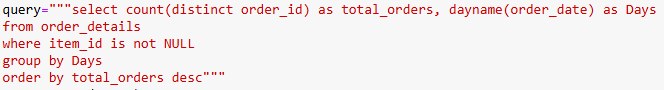 query="""select count(distinct order_id) as total_orders, dayname(order_date) as Days
from order_details
where item_id is not NULL
group by Days
order by total_orders desc"""